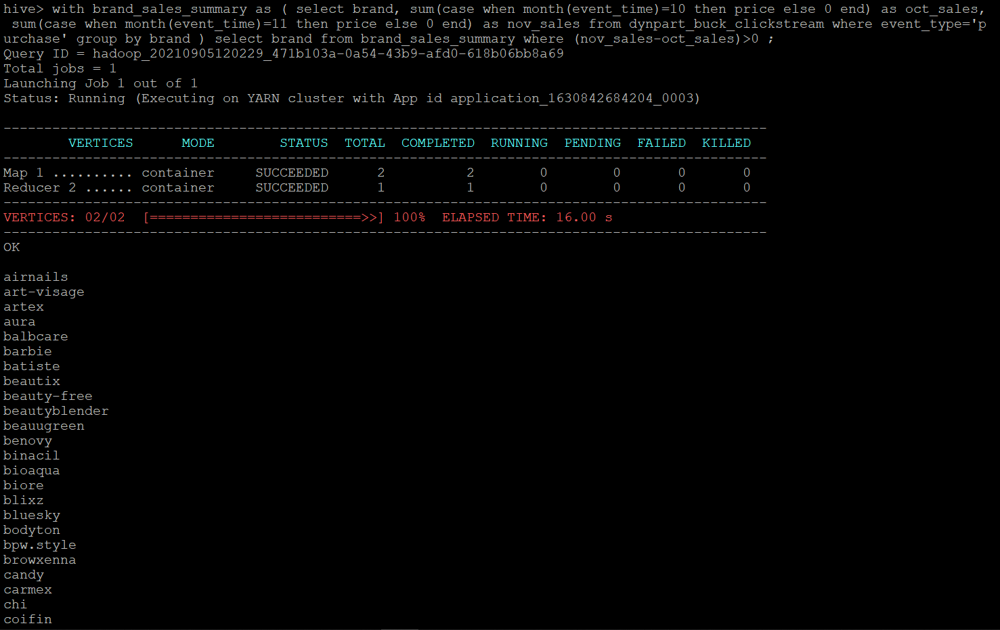 hive> with brand_sales_summary as ( select brand, sum(case when month(event_time)=10 then price else 0 end) as oct_sales,
 sum(case when month(event_time)=11 then price else 0 end) as nov_sales from dynpart_buck_clickstream where event_type='p
urchase' group by brand ) select brand from brand_sales_summary where (nov_sales-oct_sales)>0 ;
Query ID = hadoop_20210905120229_471b103a-0a54-43b9-afd0-618b06bb8a69
Total jobs = 1
Launching Job 1 out of 1
Status: Running (Executing on YARN cluster with App id application_1630842684204_0003)

----------------------------------------------------------------------------------------------
        VERTICES      MODE        STATUS  TOTAL  COMPLETED  RUNNING  PENDING  FAILED  KILLED
----------------------------------------------------------------------------------------------
Map 1 .......... container     SUCCEEDED      2          2        0        0       0       0
Reducer 2 ...... container     SUCCEEDED      1          1        0        0       0       0
----------------------------------------------------------------------------------------------
VERTICES: 02/02  [==========================>>] 100%  ELAPSED TIME: 16.00 s
----------------------------------------------------------------------------------------------
OK

airnails
art-visage
artex
aura
balbcare
barbie
batiste
beautix
beauty-free
beautyblender
beauugreen
benovy
binacil
bioaqua
biore
blixz
bluesky
bodyton
bpw.style
browxenna
candy
carmex
chi
coifin